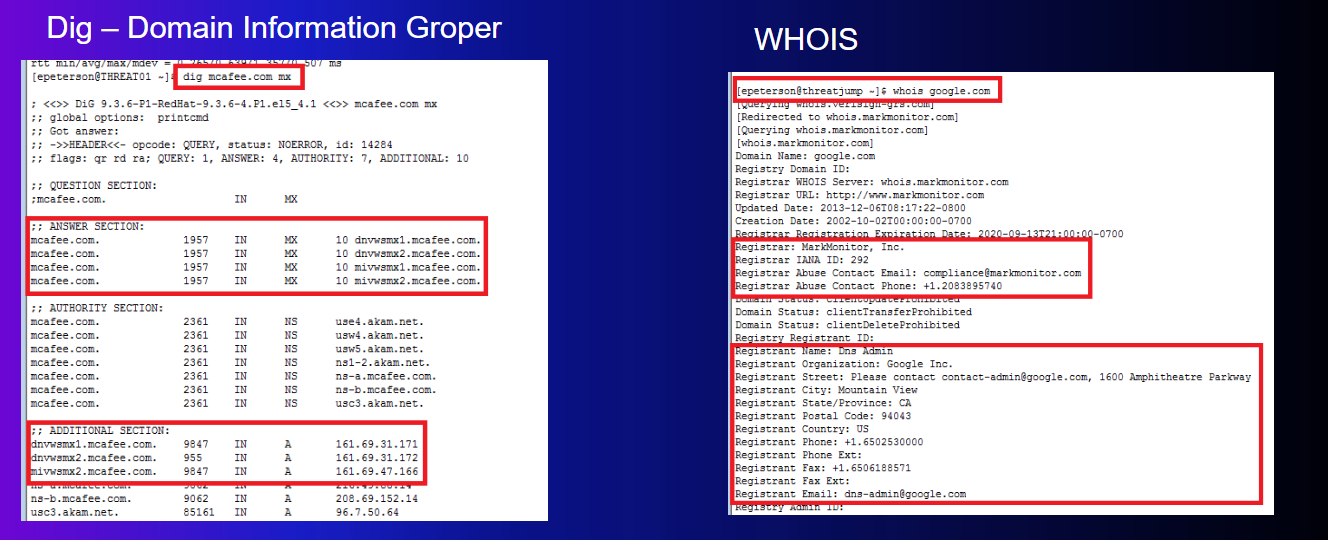 Dig – Domain Information Groper
[epeterson@THREAT01 ~]$ dig mcafee.com mx
; <<>> DiG 9.3.6-P1-RedHat-9.3.6-4.P1.el5_4.1 <<>> mcafee.com mx
;; global options:  printcmd
;; Got answer:
;; ->>HEADER<<- opcode: QUERY, status: NOERROR, id: 14284
;; flags: qr rd ra; QUERY: 1, ANSWER: 4, AUTHORITY: 7, ADDITIONAL: 10
;; QUESTION SECTION:
;mcafee.com. IN MX
;; ANSWER SECTION:
mcafee.com. 1957 IN MX 10 dnvwsmx1.mcafee.com.
mcafee.com. 1957 IN MX 10 dnvwsmx2.mcafee.com.
mcafee.com. 1957 IN MX 10 mivwsmx1.mcafee.com.
mcafee.com. 1957 IN MX 10 mivwsmx2.mcafee.com.
;; AUTHORITY SECTION:
mcafee.com. 2361 IN NS use4.akam.net.
mcafee.com. 2361 IN NS usw4.akam.net.
mcafee.com. 2361 IN NS usw5.akam.net.
mcafee.com. 2361 IN NS ns1-2.akam.net.
mcafee.com. 2361 IN NS ns-a.mcafee.com.
mcafee.com. 2361 IN NS ns-b.mcafee.com.
mcafee.com. 2361 IN NS usc3.akam.net.
;; ADDITIONAL SECTION:
dnvwsmx1.mcafee.com. 9847 IN A 161.69.31.171
dnvwsmx2.mcafee.com. 955 IN A 161.69.31.172
mivwsmx2.mcafee.com. 9847 IN A 161.69.47.166
ns-b.mcafee.com. 9062 IN A 208.69.152.14
usc3.akam.net. 85161 IN A 96.7.50.64
WHOIS
[epeterson@threatjump ~]$ whois google.com
[Querying whois.verisign-grs.com]
[Redirected to whois.markmonitor.com]
[Querying whois.markmonitor.com]
[whois.markmonitor.com]
Domain Name: google.com
Registry Domain ID:
Registrar WHOIS Server: whois.markmonitor.com
Registrar URL: http://www.markmonitor.com
Updated Date: 2013-12-06T08:17:22-0800
Creation Date: 2002-10-02T00:00:00-0700
Registrar Registration Expiration Date: 2020-09-13T21:00:00-0700
Registrar: MarkMonitor, Inc.
Registrar IANA ID: 292
Registrar Abuse Contact Email: compliance@markmonitor.com
Registrar Abuse Contact Phone: +1.2083895740
Domain Status: clientUpdateProhibited
Domain Status: clientTransferProhibited
Domain Status: clientDeleteProhibited
Registry Registrant ID:
Registrant Name: Dns Admin
Registrant Organization: Google Inc.
Registrant Street: Please contact contact-admin@google.com, 1600 Amphitheatre Parkway
Registrant City: Mountain View
Registrant State/Province: CA
Registrant Postal Code: 94043
Registrant Country: US
Registrant Phone: +1.6502530000
Registrant Phone Ext:
Registrant Fax: +1.6506188571
Registrant Fax Ext:
Registrant Email: dns-admin@google.com
Registry Admin ID: